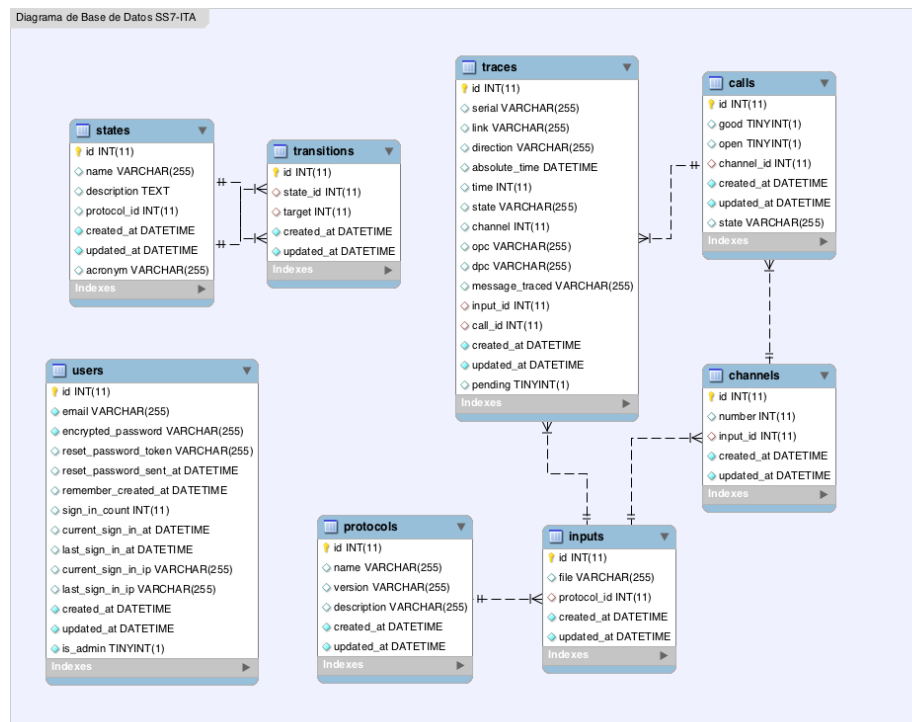 Diagrama de Base de Datos SS7-ITA
states
id INT(11)
name VARCHAR(255)
description TEXT
protocol_id INT(11)
created_at DATETIME
updated_at DATETIME
acronym VARCHAR(255)
Indexes
transitions
id INT(11)
state_id INT(11)
target INT(11)
created_at DATETIME
updated_at DATETIME
Indexes
traces
id INT(11)
serial VARCHAR(255)
link VARCHAR(255)
direction VARCHAR(255)
absolute_time DATETIME
time INT(11)
state VARCHAR(255)
channel INT(11)
opc VARCHAR(255)
dpc VARCHAR(255)
message_traced VARCHAR(255)
input_id INT(11)
call_id INT(11)
created_at DATETIME
updated_at DATETIME
pending TINYINT(1)
Indexes
calls
id INT(11)
good TINYINT(1)
open TINYINT(1)
channel_id INT(11)
created_at DATETIME
updated_at DATETIME
state VARCHAR(255)
Indexes
users
id INT(11)
email VARCHAR(255)
encrypted_password VARCHAR(255)
reset_password_token VARCHAR(255)
reset_password_sent_at DATETIME
remember_created_at DATETIME
sign_in_count INT(11)
current_sign_in_at DATETIME
last_sign_in_at DATETIME
current_sign_in_ip VARCHAR(255)
last_sign_in_ip VARCHAR(255)
created_at DATETIME
updated_at DATETIME
is_admin TINYINT(1)
Indexes
protocols
id INT(11)
name VARCHAR(255)
version VARCHAR(255)
description VARCHAR(255)
created_at DATETIME
updated_at DATETIME
Indexes
inputs
id INT(11)
file VARCHAR(255)
protocol_id INT(11)
created_at DATETIME
updated_at DATETIME
Indexes
channels
id INT(11)
number INT(11)
input_id INT(11)
created_at DATETIME
updated_at DATETIME
Indexes